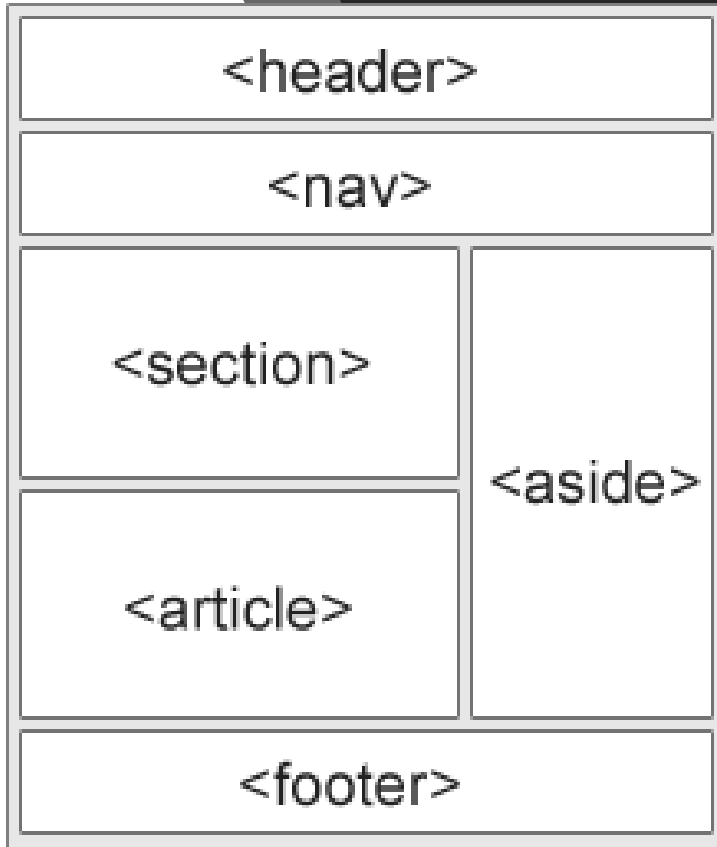 <header>
<nav>
<section>
<article>
<aside>
<footer>